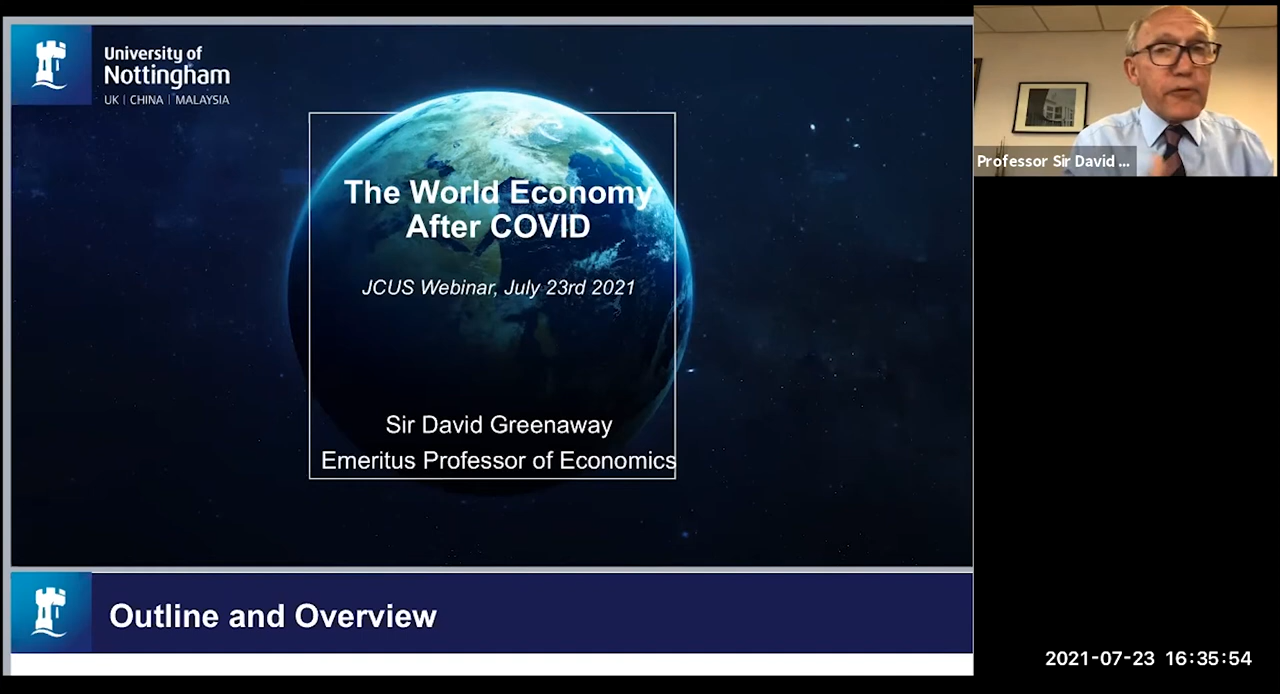 University of
Nottingham
UK | CHINA | MALAYSIA
The World Economy
After COVID
JCUS Webinar, July 23rd 2021
Sir David Greenaway
Emeritus Professor of Economics
Outline and Overview
Professor Sir David ...
2021-07-23 16:35:54